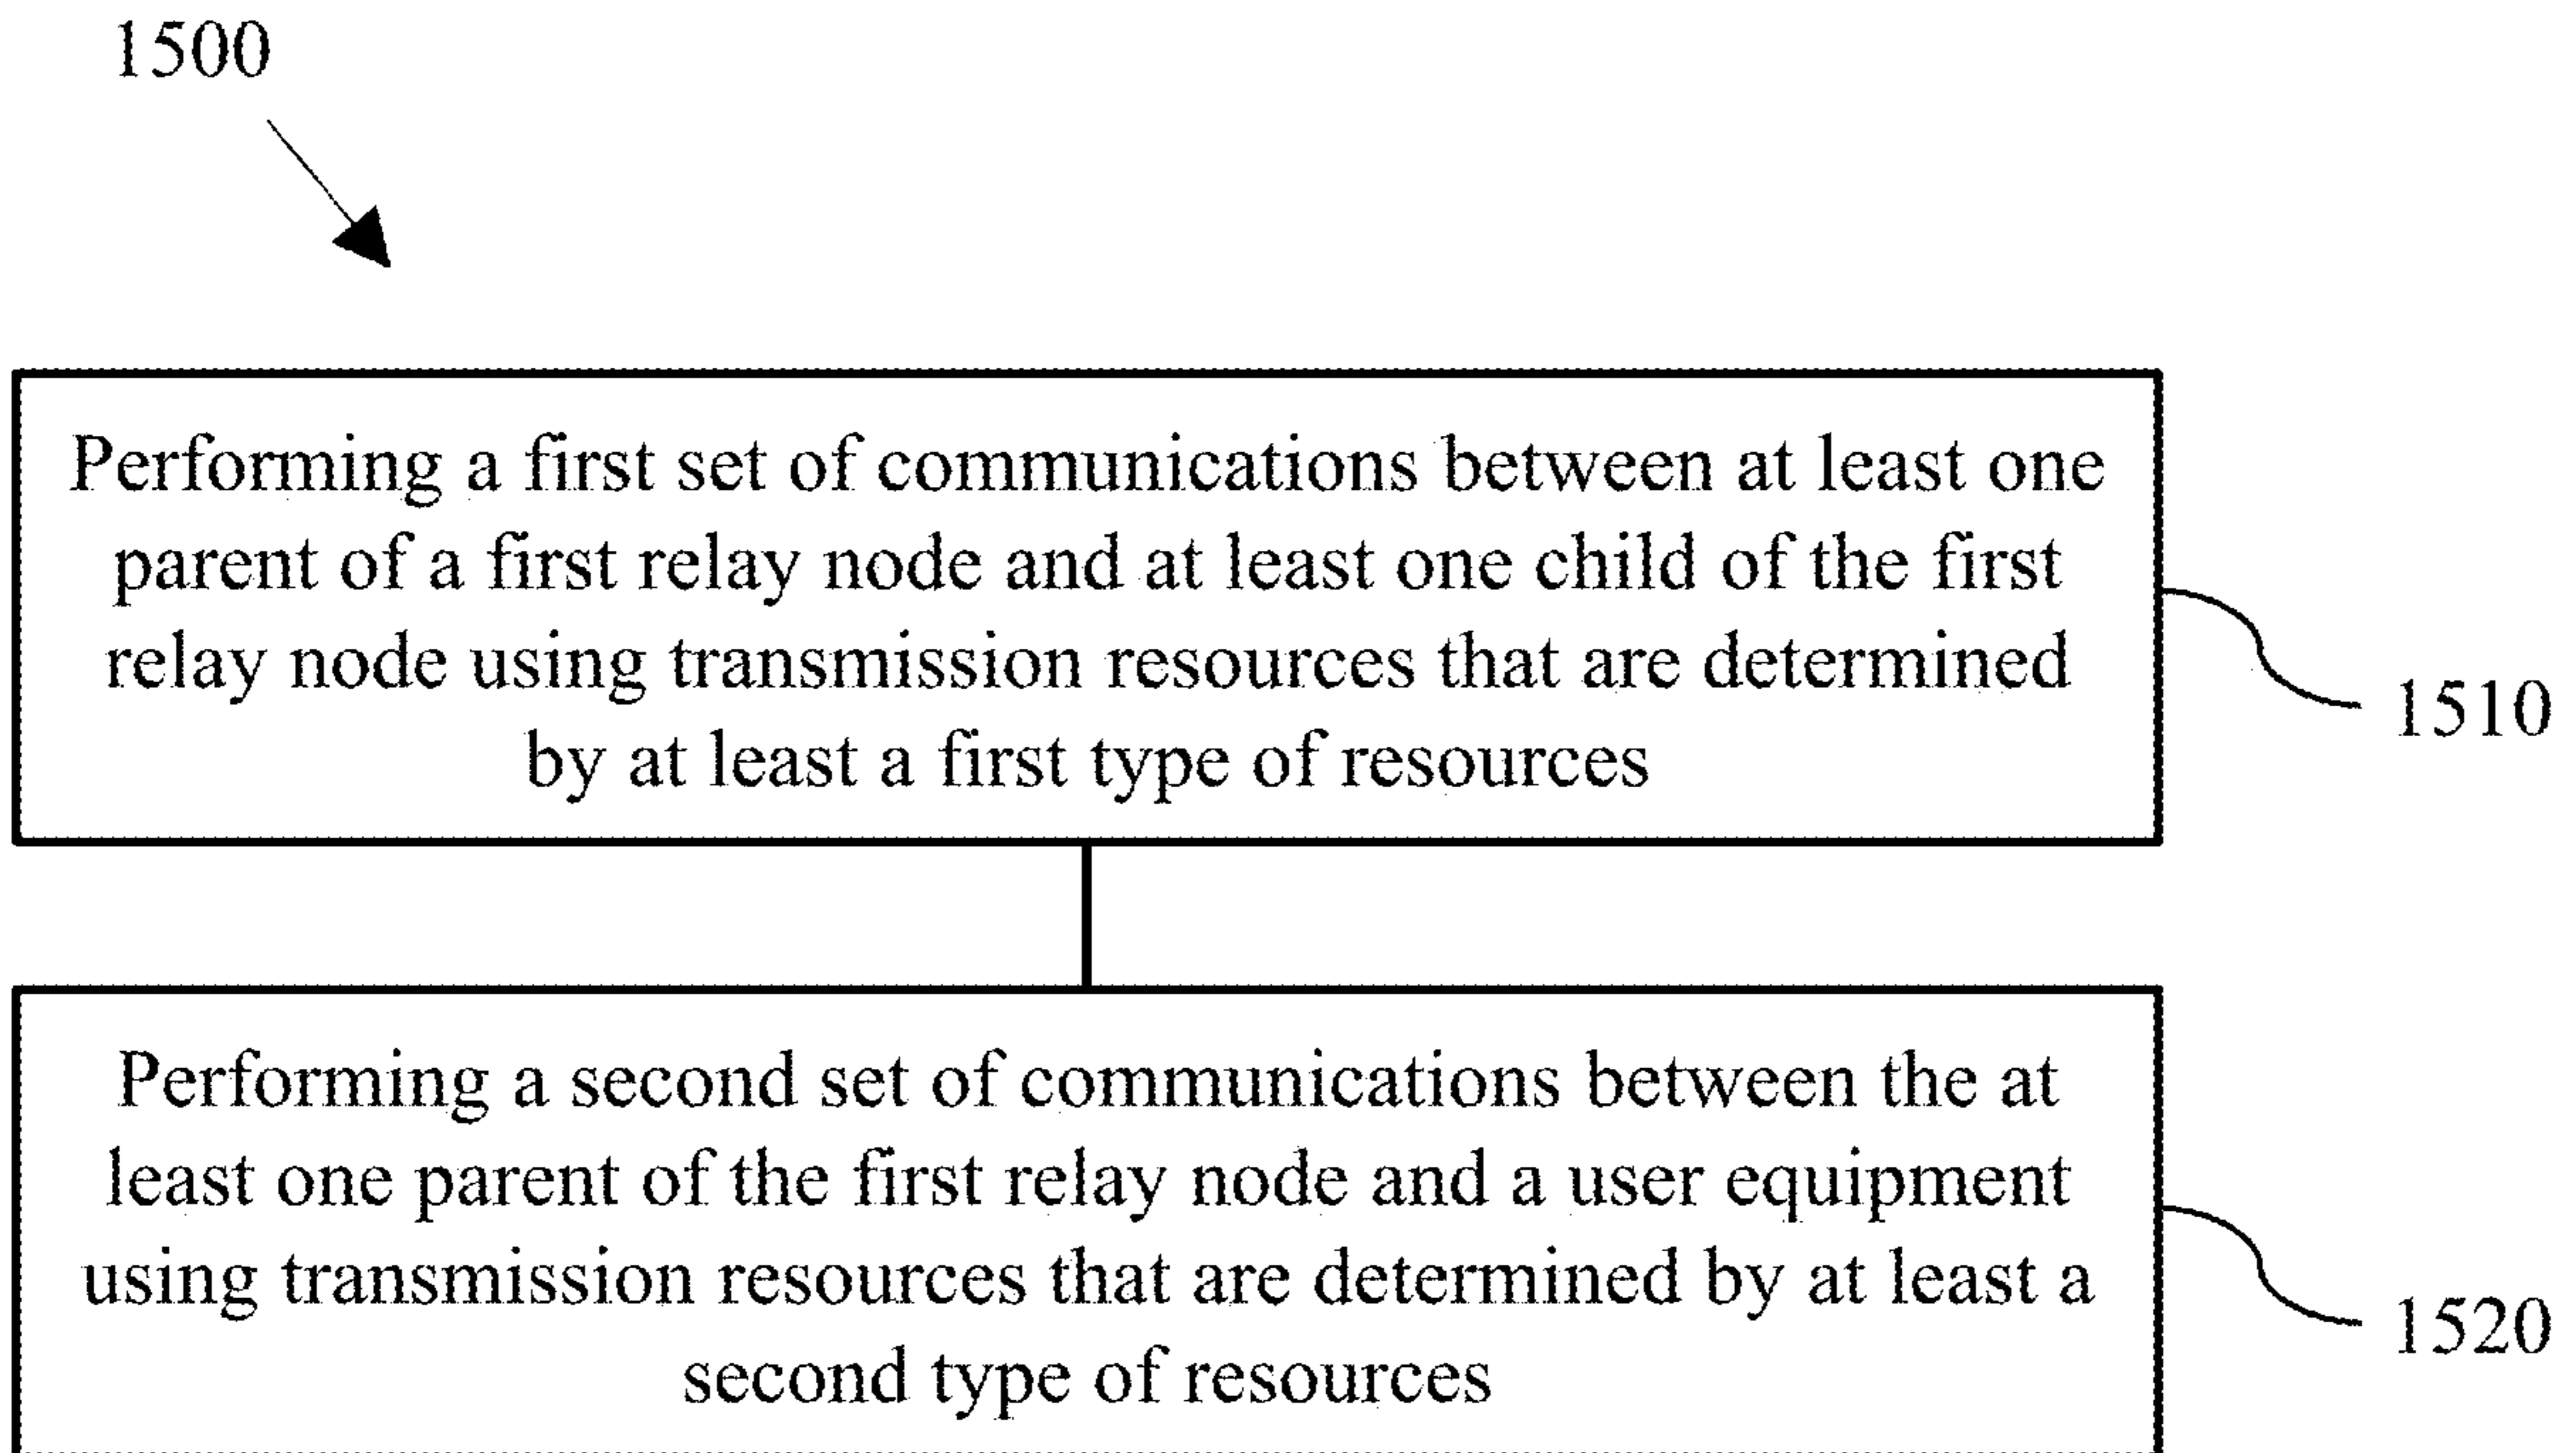 1500
Performing a first set of communications between at least one
parent of a first relay node and at least one child of the first
relay node using transmission resources that are determined
by at least a first type of resources
1510
Performing a second set of communications between the at
least one parent of the first relay node and a user equipment
using transmission resources that are determined by at least a
second type of resources
1520